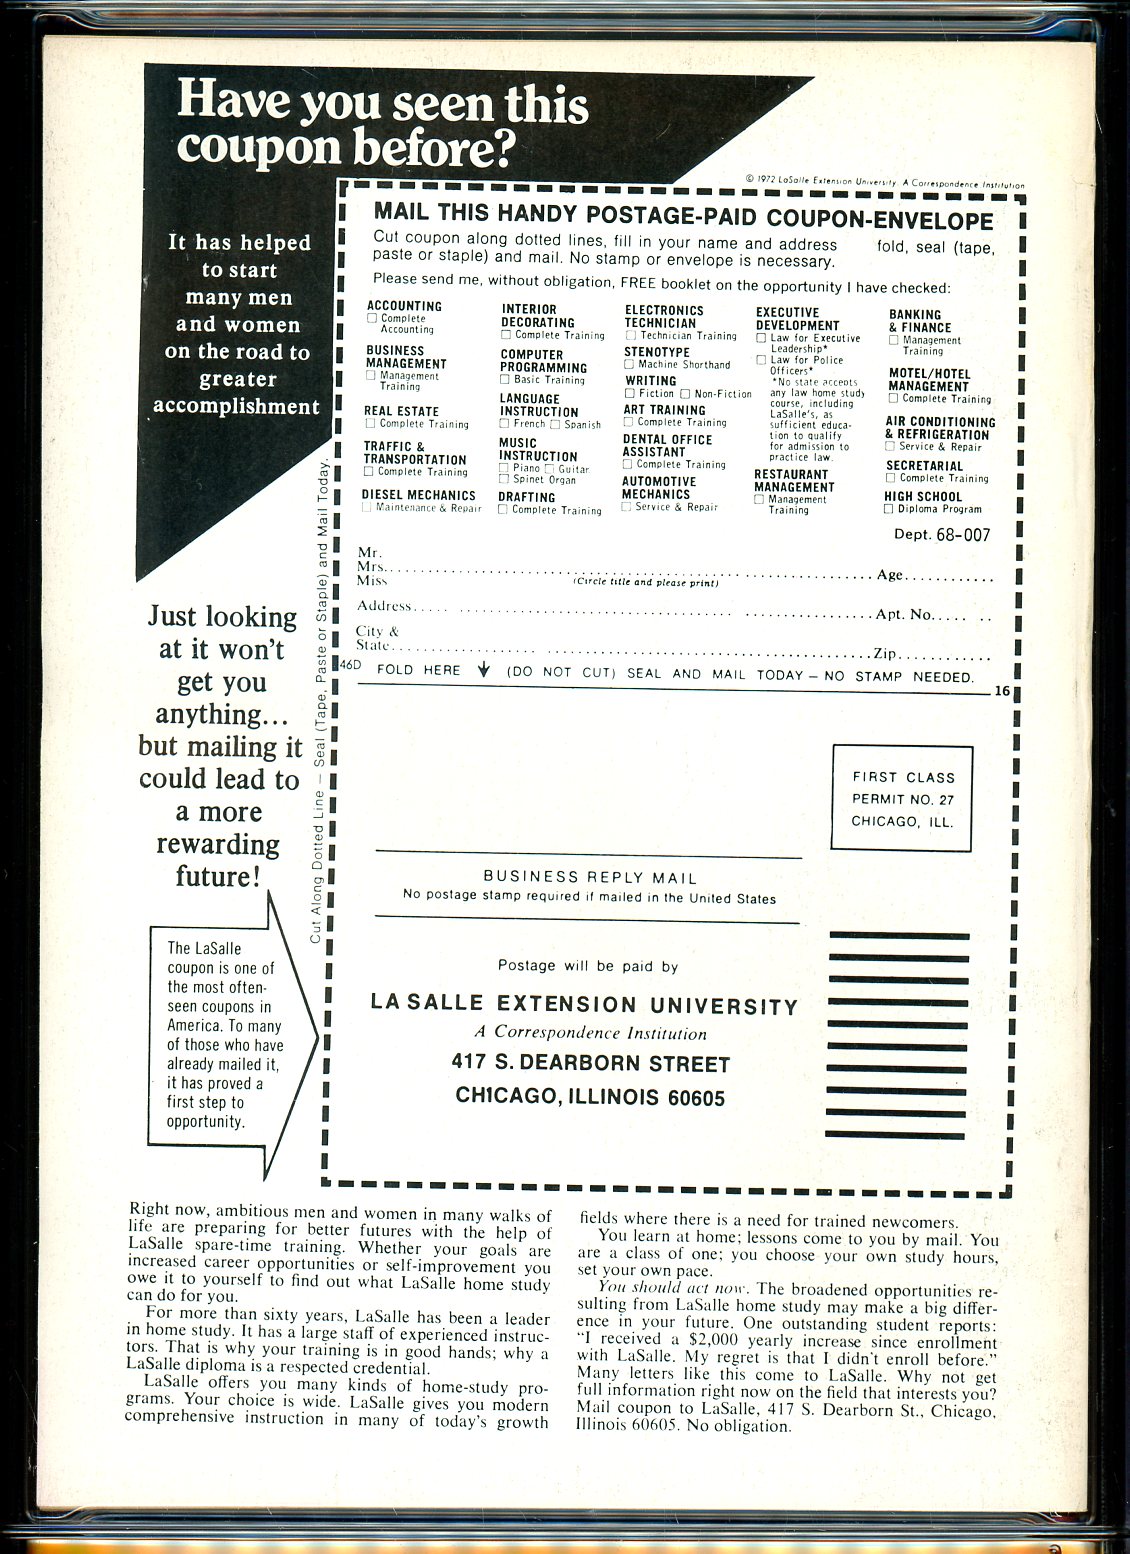 Have you seen this
coupon before?
© 1972 LaSalle Extension University, A Correspondence Institution
It has helped
to start
many men
and women
on the road to
greater
accomplishment
MAIL THIS HANDY POSTAGE-PAID COUPON-ENVELOPE
Cut coupon along dotted lines, fill in your name and address fold, seal (tape,
paste or staple) and mail. No stamp or envelope is necessary.
Please send me, without obligation, FREE booklet on the opportunity I have checked:
ACCOUNTING
☐ Complete
Accounting
BUSINESS
MANAGEMENT
☐ Management
Training
REAL ESTATE
☐ Complete Training
TRAFFIC &
TRANSPORTATION
☐ Complete Training
DIESEL MECHANICS
☐ Maintenance & Repair
INTERIOR
DECORATING
☐ Complete Training
COMPUTER
PROGRAMMING
☐ Basic Training
LANGUAGE
INSTRUCTION
☐ French ☐ Spanish
MUSIC
INSTRUCTION
☐ Piano ☐ Guitar
☐ Spinet Organ
DRAFTING
☐ Complete Training
ELECTRONICS
TECHNICIAN
☐ Technician Training
STENOTYPE
☐ Machine Shorthand
WRITING
☐ Fiction ☐ Non-Fiction
ART TRAINING
☐ Complete Training
DENTAL OFFICE
ASSISTANT
☐ Complete Training
AUTOMOTIVE
MECHANICS
☐ Service & Repair
EXECUTIVE
DEVELOPMENT
☐ Law for Executive
Leadership*
☐ Law for Police
Officers*
*No state accepts
any law home study
course, including
LaSalle's, as
sufficient educa-
tion to qualify
for admission to
practice law.
RESTAURANT
MANAGEMENT
☐ Management
Training
BANKING
& FINANCE
☐ Management
Training
MOTEL/HOTEL
MANAGEMENT
☐ Complete Training
AIR CONDITIONING
& REFRIGERATION
☐ Service & Repair
SECRETARIAL
☐ Complete Training
HIGH SCHOOL
☐ Diploma Program
Dept. 68-007
Mr.
Mrs. Age
Miss (Circle title and please print)
Address Apt. No.
City &
State Zip
46D FOLD HERE ↓ (DO NOT CUT) SEAL AND MAIL TODAY – NO STAMP NEEDED.
16
Cut Along Dotted Line – Seal (Tape, Paste or Staple) and Mail Today.
Just looking
at it won't
get you
anything...
but mailing it
could lead to
a more
rewarding
future!
The LaSalle
coupon is one of
the most often-
seen coupons in
America. To many
of those who have
already mailed it,
it has proved a
first step to
opportunity.
FIRST CLASS
PERMIT NO. 27
CHICAGO, ILL.
BUSINESS REPLY MAIL
No postage stamp required if mailed in the United States
Postage will be paid by
LA SALLE EXTENSION UNIVERSITY
A Correspondence Institution
417 S. DEARBORN STREET
CHICAGO, ILLINOIS 60605
Right now, ambitious men and women in many walks of
life are preparing for better futures with the help of
LaSalle spare-time training. Whether your goals are
increased career opportunities or self-improvement you
owe it to yourself to find out what LaSalle home study
can do for you.
For more than sixty years, LaSalle has been a leader
in home study. It has a large staff of experienced instruc-
tors. That is why your training is in good hands; why a
LaSalle diploma is a respected credential.
LaSalle offers you many kinds of home-study pro-
grams. Your choice is wide. LaSalle gives you modern
comprehensive instruction in many of today's growth
fields where there is a need for trained newcomers.
You learn at home; lessons come to you by mail. You
are a class of one; you choose your own study hours,
set your own pace.
You should act now. The broadened opportunities re-
sulting from LaSalle home study may make a big differ-
ence in your future. One outstanding student reports:
"I received a $2,000 yearly increase since enrollment
with LaSalle. My regret is that I didn't enroll before."
Many letters like this come to LaSalle. Why not get
full information right now on the field that interests you?
Mail coupon to LaSalle, 417 S. Dearborn St., Chicago,
Illinois 60605. No obligation.